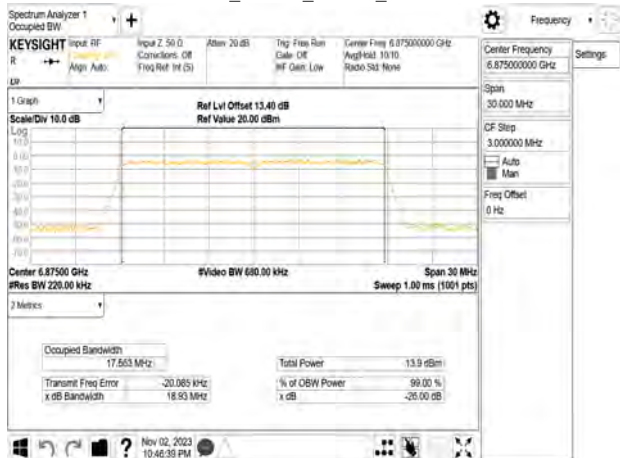 Spectrum Analyzer 1
Occupied BW
Frequency
KEYSIGHT Input: RF
R
Align: Auto
Input Z: 50 Ω
Corrections: Off
Freq Ref: Int (S)
Atten: 20 dB
Trig: Free Run
Gate: Off
#IF Gain: Low
Center Freq: 6.875000000 GHz
Avg|Hold: 10/10
Radio Std: None
Center Frequency
6.875000000 GHz
Settings
Span
30.000 MHz
CF Step
3.000000 MHz
Auto
Man
Freq Offset
0 Hz
1 Graph
Scale/Div 10.0 dB
Ref Lvl Offset 13.40 dB
Ref Value 20.00 dBm
Log
10.0
0.00
Center 6.87500 GHz
#Video BW 680.00 kHz
Span 30 MHz
#Res BW 220.00 kHz
Sweep 1.00 ms (1001 pts)
2 Metrics
Occupied Bandwidth
17.563 MHz
Total Power
13.9 dBm
Transmit Freq Error
-20.085 kHz
% of OBW Power
99.00 %
x dB Bandwidth
18.93 MHz
x dB
-26.00 dB
?
Nov 02, 2023
10:46:39 PM